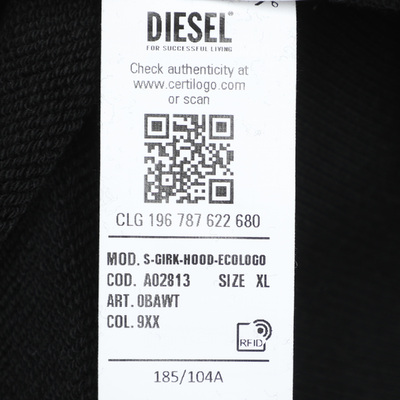 DIESEL®
FOR SUCCESSFUL LIVING
Check authenticity at
www.certilogo.com
or scan
CLG 196 787 622 680
MOD. S-GIRK-HOOD-ECOLOGO
COD. A02813 SIZE XL
ART. 0BAWT
COL. 9XX
RFID
185/104A